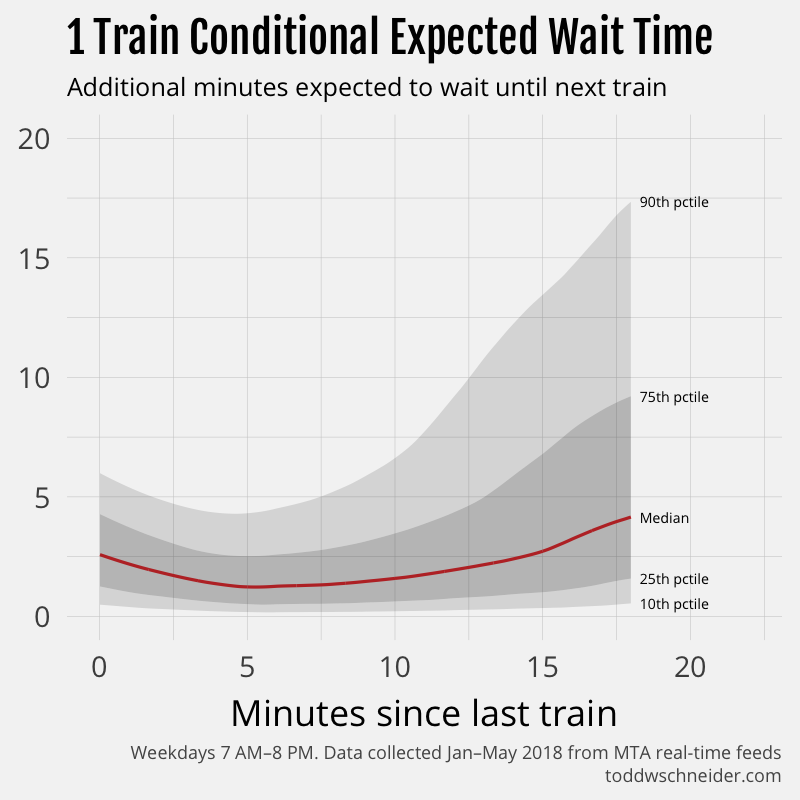 1 Train Conditional Expected Wait Time
Additional minutes expected to wait until next train
20
15
10
5
0
90th pctile
75th pctile
Median
25th pctile
10th pctile
0 5 10 15 20
Minutes since last train
Weekdays 7 AM–8 PM. Data collected Jan–May 2018 from MTA real-time feeds
toddwschneider.com